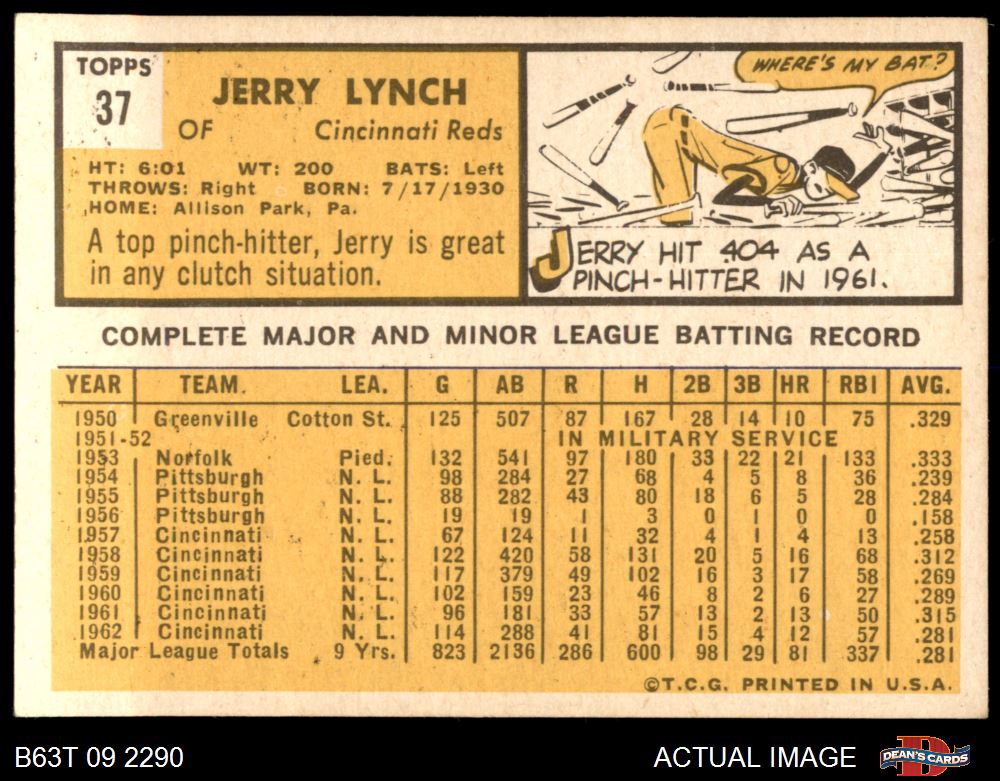 TOPPS
37
JERRY LYNCH
OF Cincinnati Reds
HT: 6:01 WT: 200 BATS: Left
THROWS: Right BORN: 7/17/1930
HOME: Allison Park, Pa.
A top pinch-hitter, Jerry is great
in any clutch situation.
WHERE'S MY BAT?
JERRY HIT .404 AS A
PINCH-HITTER IN 1961.
COMPLETE MAJOR AND MINOR LEAGUE BATTING RECORD
YEAR TEAM. LEA. G AB R H 2B 3B HR RBI AVG.
1950 Greenville Cotton St. 125 507 87 167 28 14 10 75 .329
1951-52 IN MILITARY SERVICE
1953 Norfolk Pied. 132 541 97 180 33 22 21 133 .333
1954 Pittsburgh N. L. 98 284 27 68 4 5 8 36 .239
1955 Pittsburgh N. L. 88 282 43 80 18 6 5 28 .284
1956 Pittsburgh N. L. 19 19 1 3 0 1 0 0 .158
1957 Cincinnati N. L. 67 124 11 32 4 1 4 13 .258
1958 Cincinnati N. L. 122 420 58 131 20 5 16 68 .312
1959 Cincinnati N. L. 117 379 49 102 16 3 17 58 .269
1960 Cincinnati N. L. 102 159 23 46 8 2 6 27 .289
1961 Cincinnati N. L. 96 181 33 57 13 2 13 50 .315
1962 Cincinnati N. L. 114 288 41 81 15 4 12 57 .281
Major League Totals 9 Yrs. 823 2136 286 600 98 29 81 337 .281
©T.C.G. PRINTED IN U.S.A.
B63T 09 2290 ACTUAL IMAGE DEAN'S CARDS